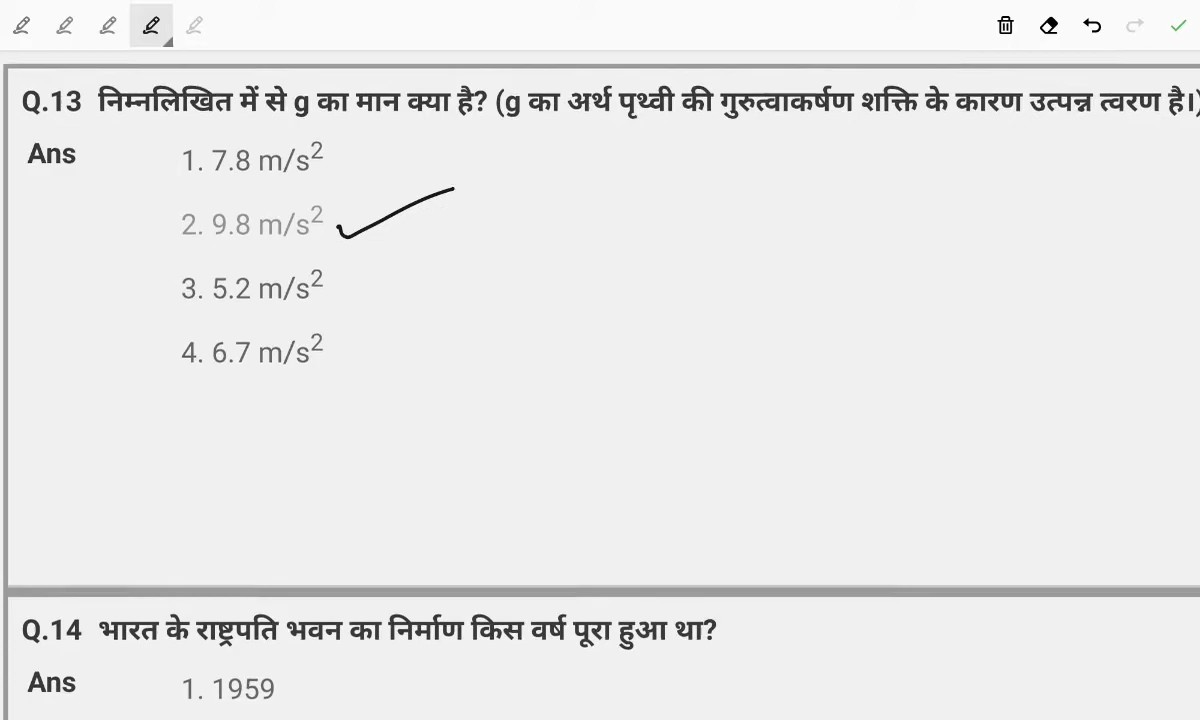 Q.13 निम्नलिखित में से g का मान क्या है? (g का अर्थ पृथ्वी की गुरुत्वाकर्षण शक्ति के कारण उत्पन्न त्वरण है।)
Ans 1. 7.8 m/s²
2. 9.8 m/s²
3. 5.2 m/s²
4. 6.7 m/s²
Q.14 भारत के राष्ट्रपति भवन का निर्माण किस वर्ष पूरा हुआ था?
Ans 1. 1959